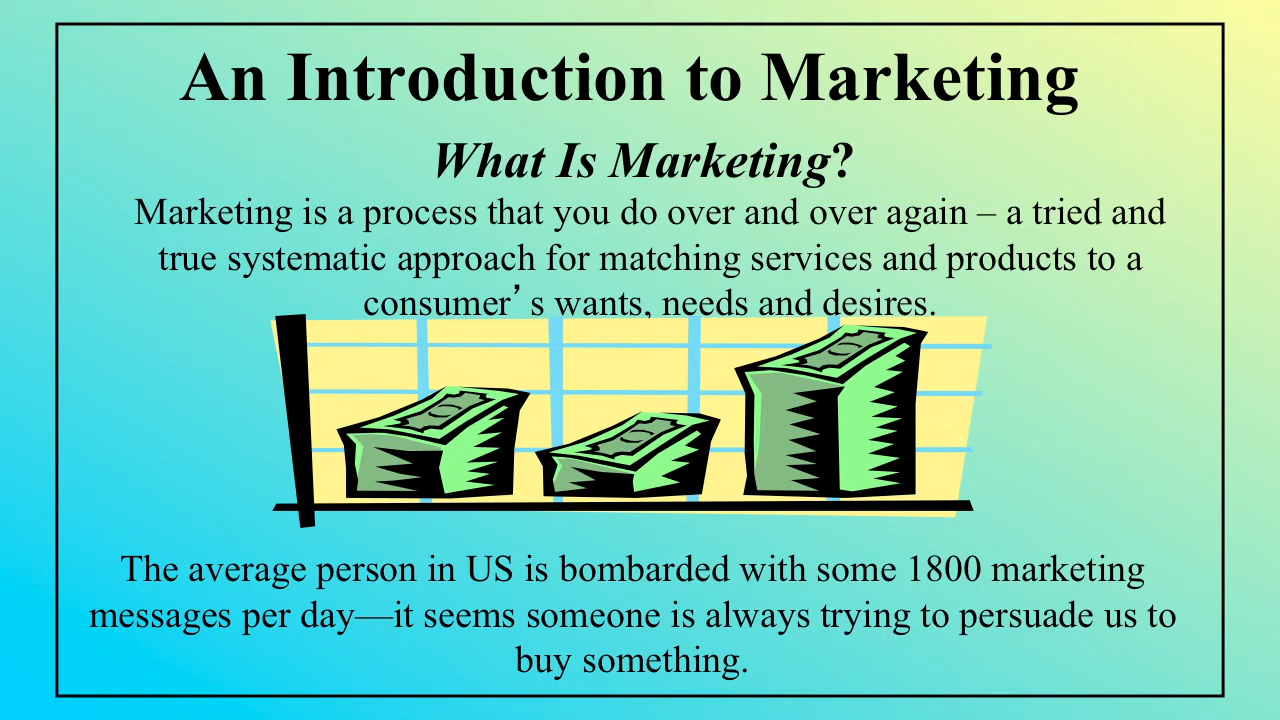 An Introduction to Marketing
What Is Marketing?
Marketing is a process that you do over and over again – a tried and
true systematic approach for matching services and products to a
consumer’s wants, needs and desires.
The average person in US is bombarded with some 1800 marketing
messages per day—it seems someone is always trying to persuade us to
buy something.